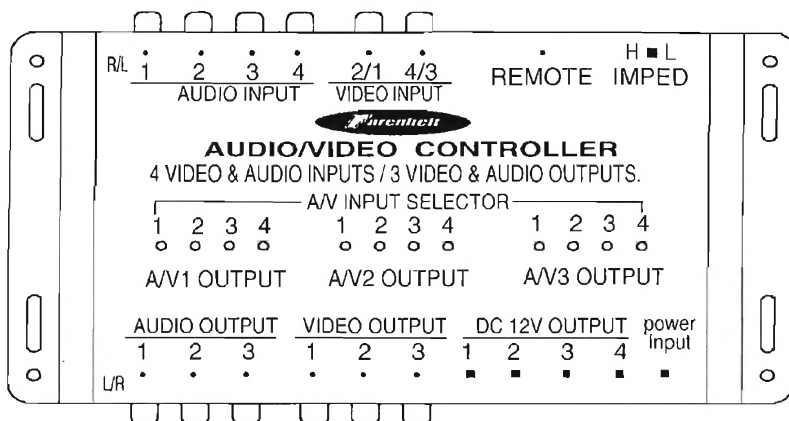 H L
R/L 1 2 3 4 2/1 4/3 REMOTE IMPED
AUDIO INPUT VIDEO INPUT
Farenheit
AUDIO/VIDEO CONTROLLER
4 VIDEO & AUDIO INPUTS / 3 VIDEO & AUDIO OUTPUTS.
A/V INPUT SELECTOR
1 2 3 4 1 2 3 4 1 2 3 4
A/V1 OUTPUT A/V2 OUTPUT A/V3 OUTPUT
AUDIO OUTPUT VIDEO OUTPUT DC 12V OUTPUT power
input
1 2 3 1 2 3 1 2 3 4
L/R